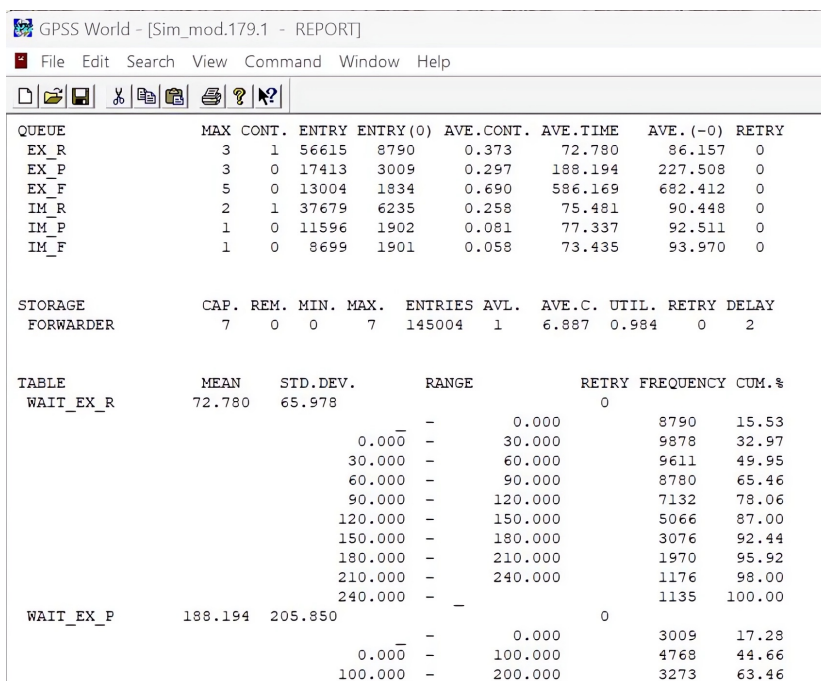 GPSS World - [Sim_mod.179.1 - REPORT]
File Edit Search View Command Window Help
QUEUE MAX CONT. ENTRY ENTRY(0) AVE.CONT. AVE.TIME AVE.(-0) RETRY
EX_R 3 1 56615 8790 0.373 72.780 86.157 0
EX_P 3 0 17413 3009 0.297 188.194 227.508 0
EX_F 5 0 13004 1834 0.690 586.169 682.412 0
IM_R 2 1 37679 6235 0.258 75.481 90.448 0
IM_P 1 0 11596 1902 0.081 77.337 92.511 0
IM_F 1 0 8699 1901 0.058 73.435 93.970 0
STORAGE CAP. REM. MIN. MAX. ENTRIES AVL. AVE.C. UTIL. RETRY DELAY
FORWARDER 7 0 0 7 145004 1 6.887 0.984 0 2
TABLE MEAN STD.DEV. RANGE RETRY FREQUENCY CUM.%
WAIT_EX_R 72.780 65.978 0
_ - 0.000 8790 15.53
0.000 - 30.000 9878 32.97
30.000 - 60.000 9611 49.95
60.000 - 90.000 8780 65.46
90.000 - 120.000 7132 78.06
120.000 - 150.000 5066 87.00
150.000 - 180.000 3076 92.44
180.000 - 210.000 1970 95.92
210.000 - 240.000 1176 98.00
240.000 - _ 1135 100.00
WAIT_EX_P 188.194 205.850 0
_ - 0.000 3009 17.28
0.000 - 100.000 4768 44.66
100.000 - 200.000 3273 63.46